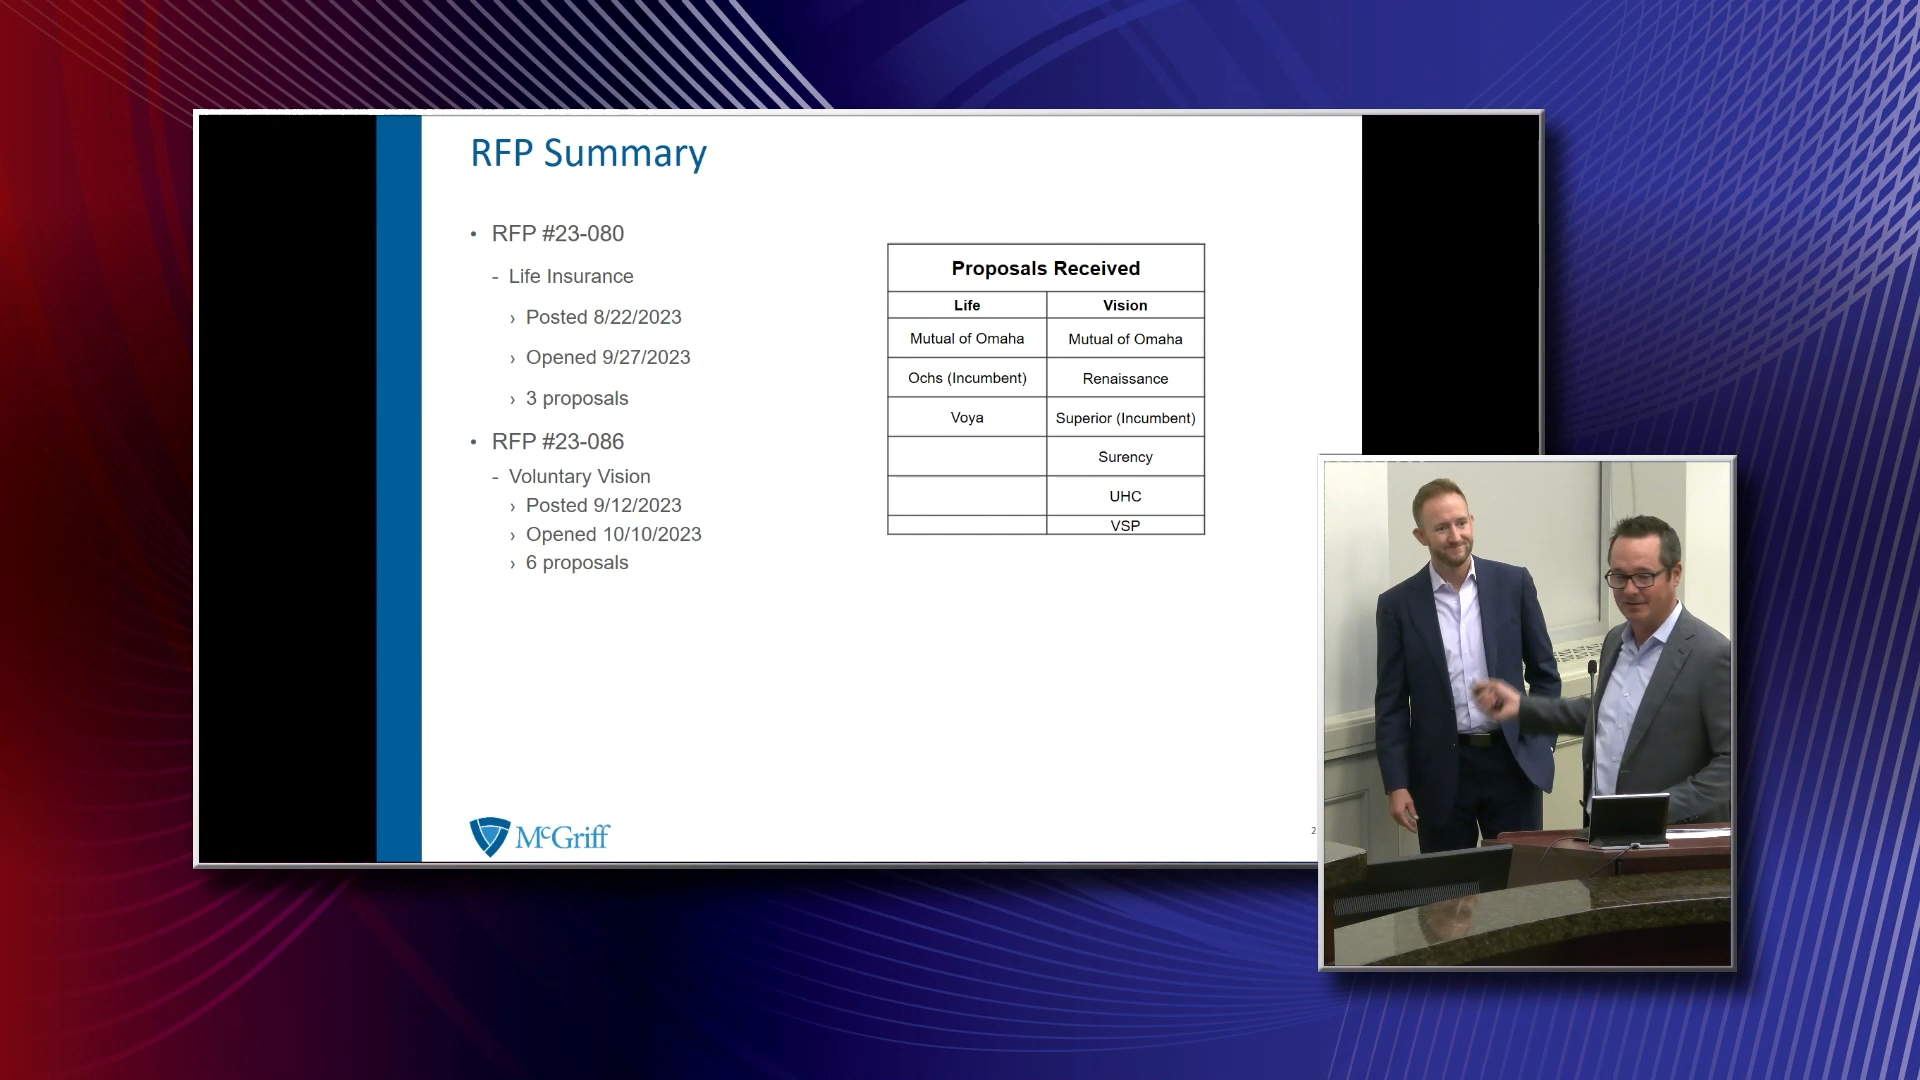 RFP Summary
• RFP #23-080
- Life Insurance
› Posted 8/22/2023
› Opened 9/27/2023
› 3 proposals
• RFP #23-086
- Voluntary Vision
› Posted 9/12/2023
› Opened 10/10/2023
› 6 proposals
Proposals Received
Life Vision
Mutual of Omaha Mutual of Omaha
Ochs (Incumbent) Renaissance
Voya Superior (Incumbent)
Surency
UHC
VSP
McGriff
2